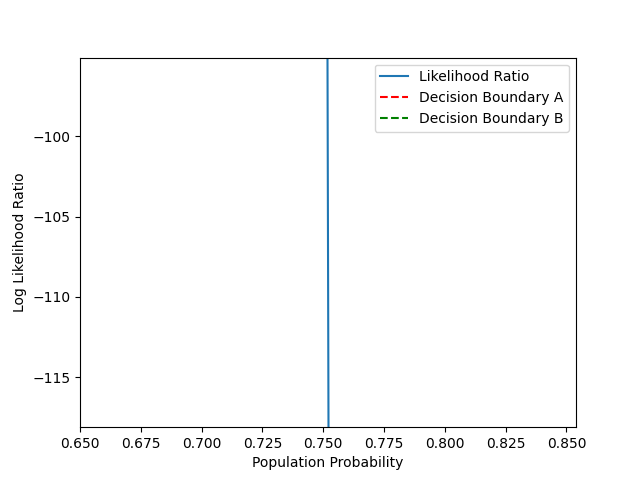 Likelihood Ratio
Decision Boundary A
Decision Boundary B
Log Likelihood Ratio
−100
−105
−110
−115
0.650 0.675 0.700 0.725 0.750 0.775 0.800 0.825 0.850
Population Probability